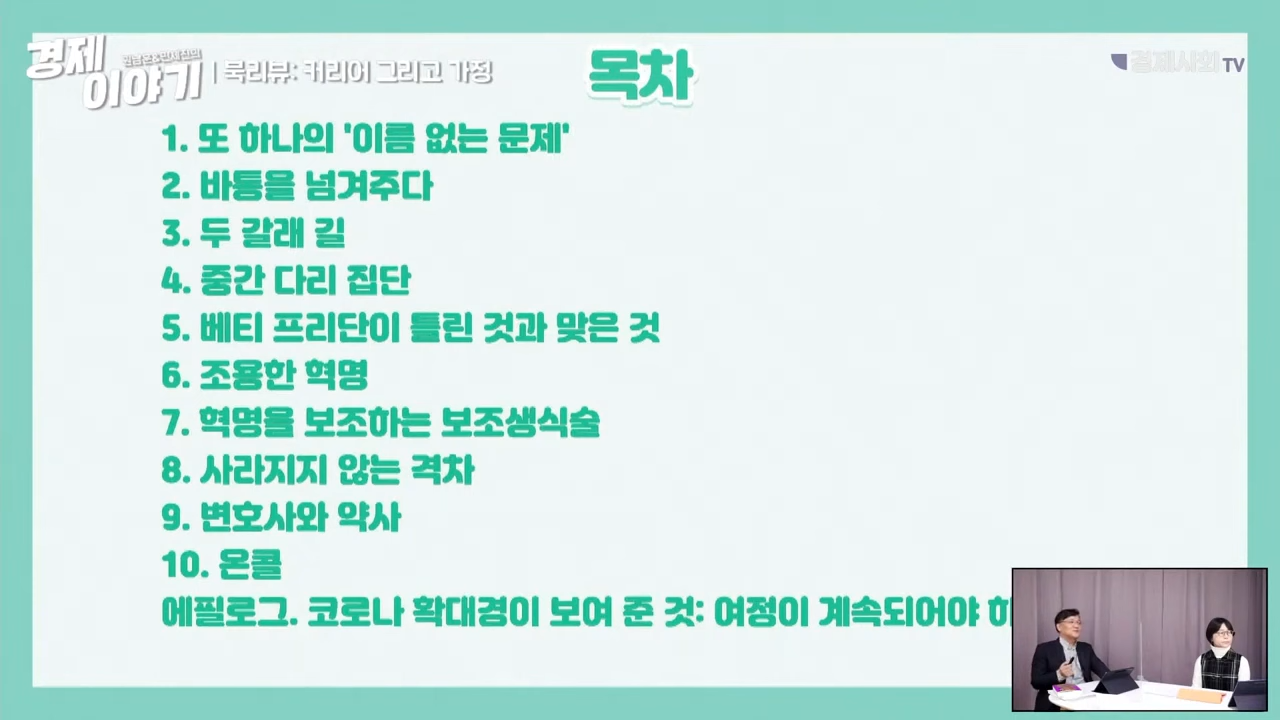 경제
이야기
| 북리뷰: 커리어 그리고 가정
목차
경제사회TV
1. 또 하나의 '이름 없는 문제'
2. 바통을 넘겨주다
3. 두 갈래 길
4. 중간 다리 집단
5. 베티 프리단이 틀린 것과 맞은 것
6. 조용한 혁명
7. 혁명을 보조하는 보조생식술
8. 사라지지 않는 격차
9. 변호사와 약사
10. 온콜
에필로그. 코로나 확대경이 보여 준 것: 여정이 계속되어야 하